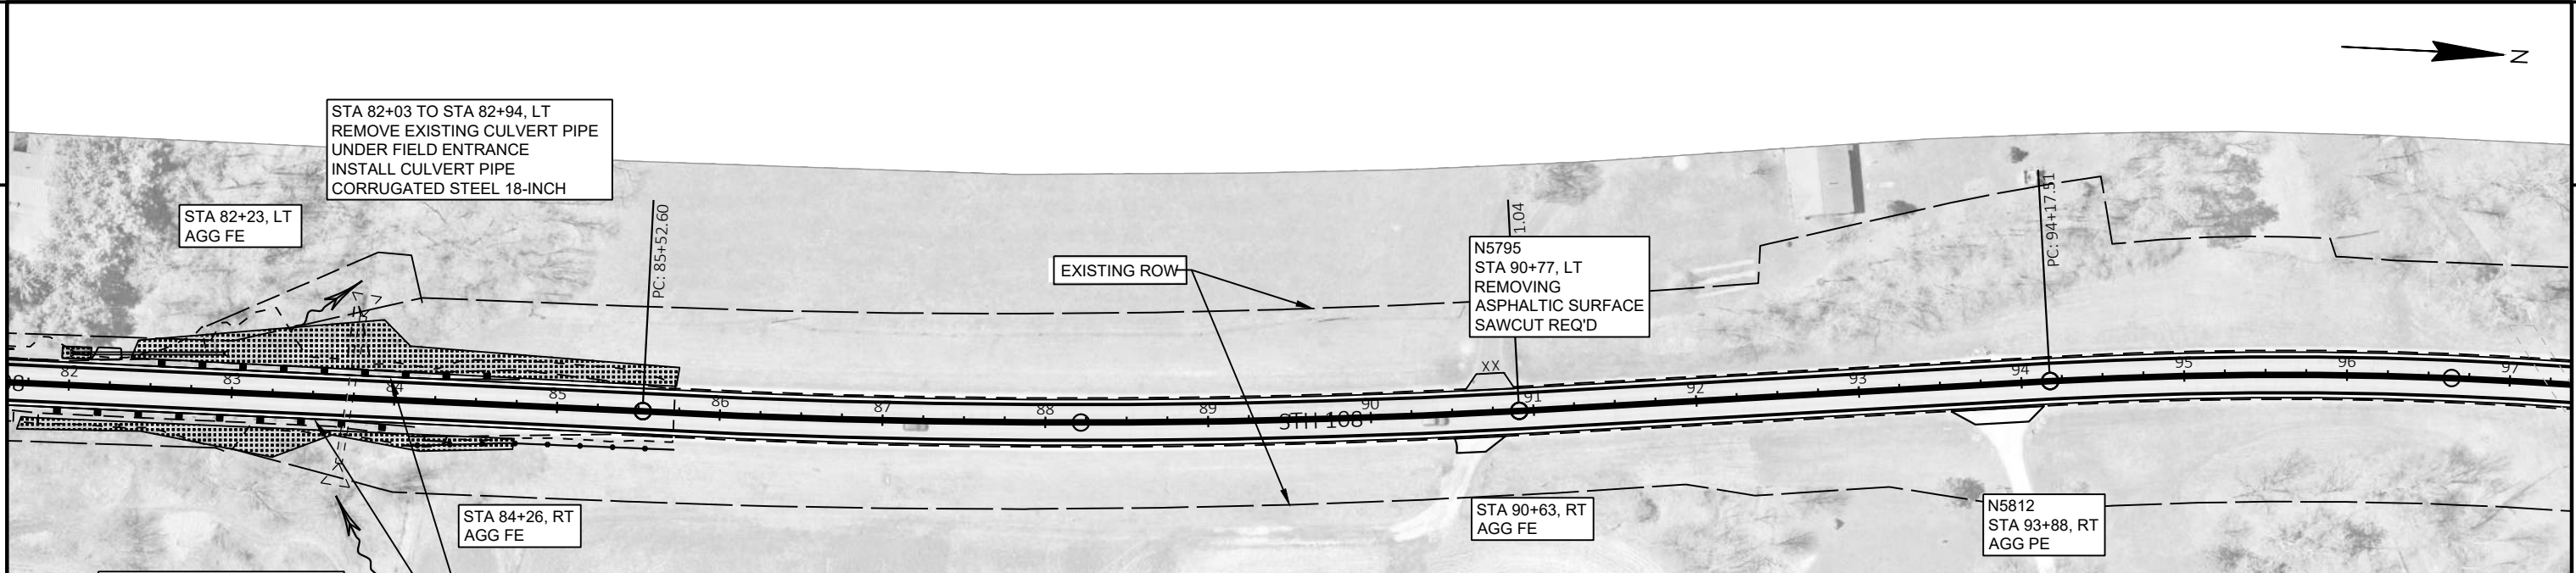 N
STA 82+03 TO STA 82+94, LT
REMOVE EXISTING CULVERT PIPE
UNDER FIELD ENTRANCE
INSTALL CULVERT PIPE
CORRUGATED STEEL 18-INCH
STA 82+23, LT
AGG FE
PC: 85+52.60
EXISTING ROW
1.04
N5795
STA 90+77, LT
REMOVING
ASPHALTIC SURFACE
SAWCUT REQ'D
PC: 94+17.51
XX
82
83
84
85
86
87
88
89
90
91
92
93
94
95
96
97
STH 108
STA 84+26, RT
AGG FE
STA 90+63, RT
AGG FE
N5812
STA 93+88, RT
AGG PE